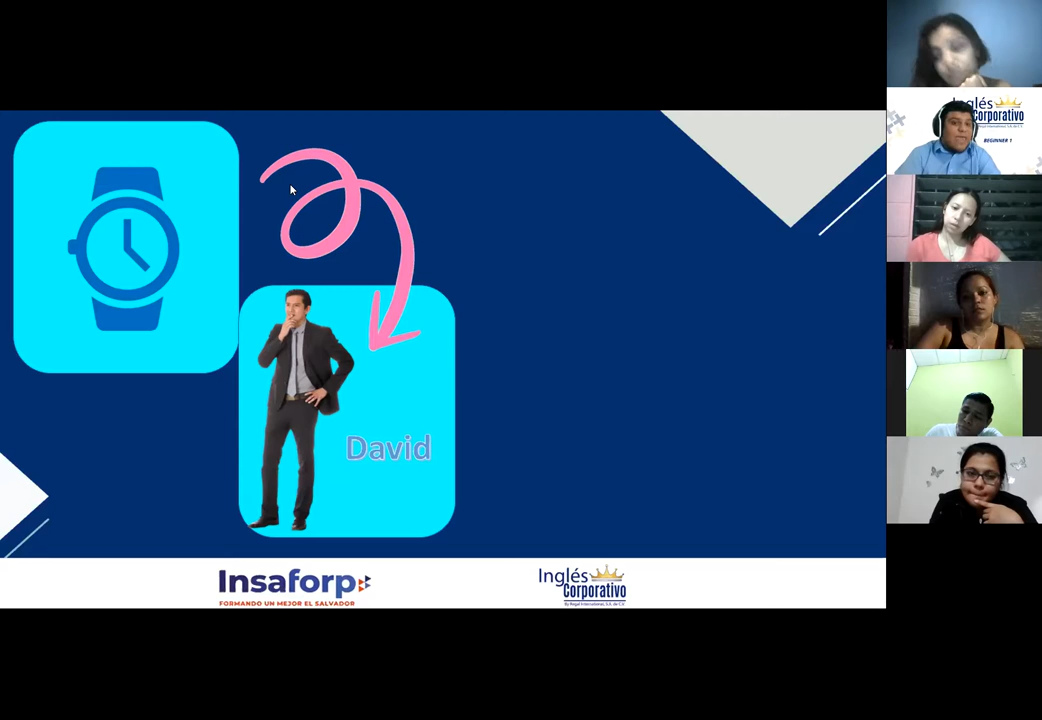 Inglés
Corporativo
BEGINNER 1
David
Insaforp
FORMANDO UN MEJOR EL SALVADOR
Inglés
Corporativo
By Regal International, S.A. de C.V.